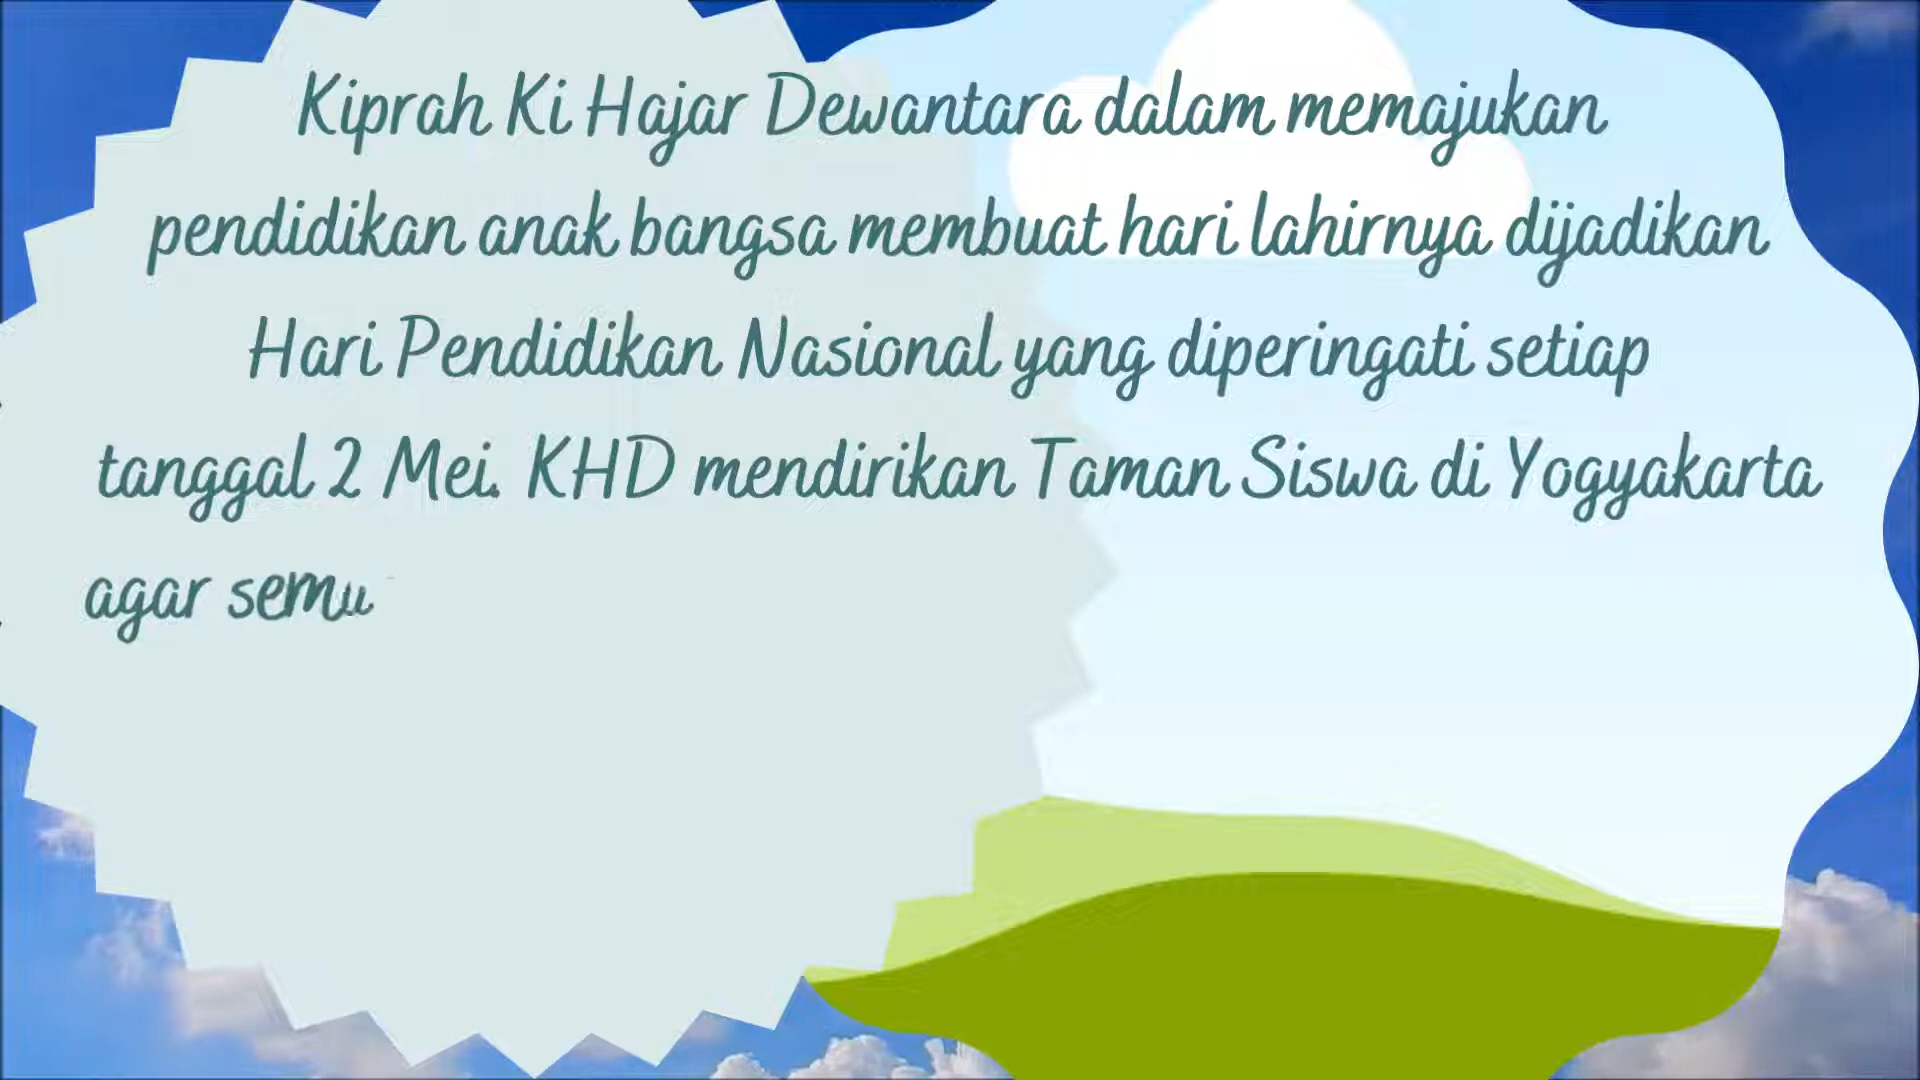 Kiprah Ki Hajar Dewantara dalam memajukan
pendidikan anak bangsa membuat hari lahirnya dijadikan
Hari Pendidikan Nasional yang diperingati setiap
tanggal 2 Mei. KHD mendirikan Taman Siswa di Yogyakarta
agar semu